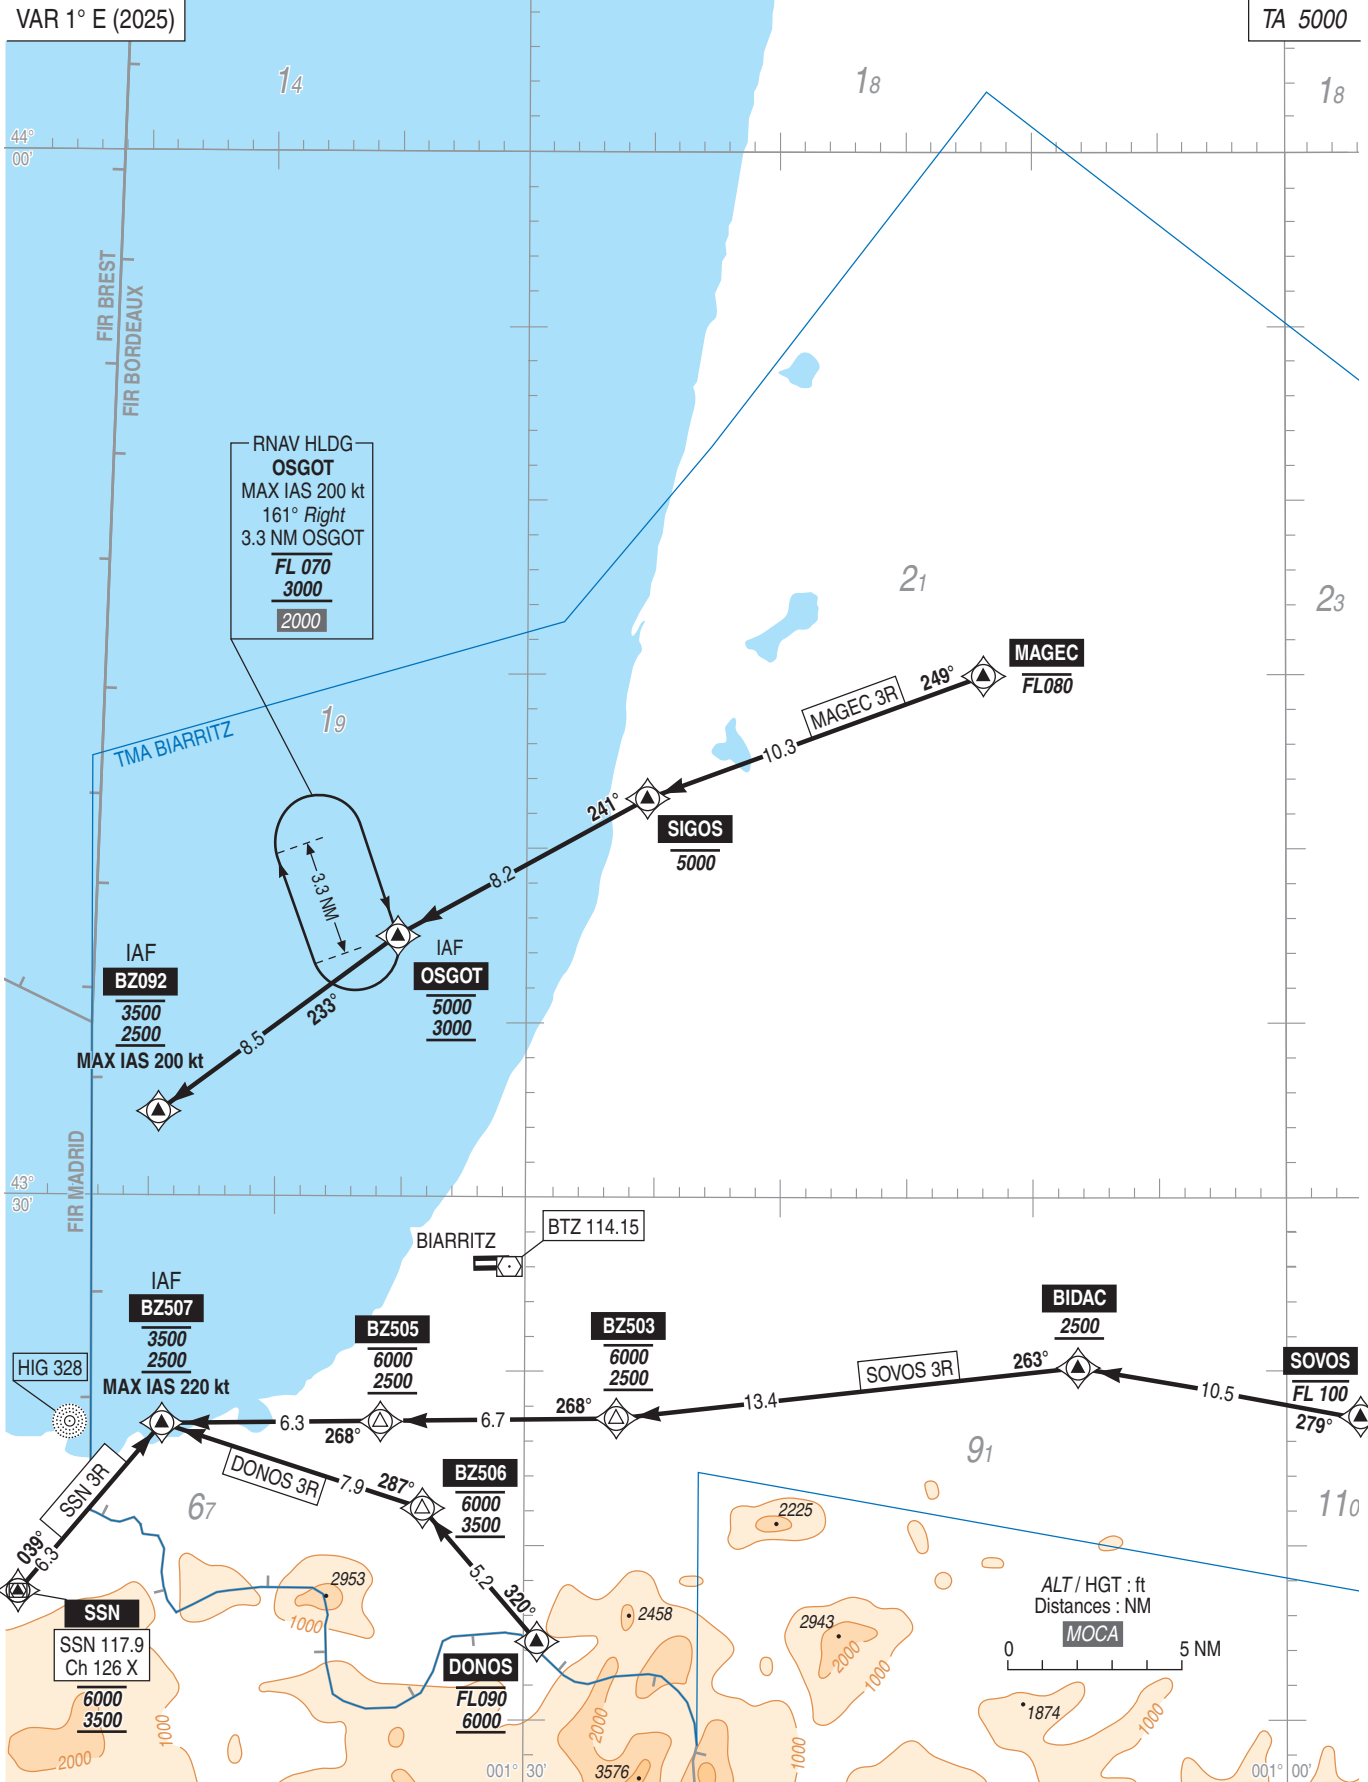 VAR 1° E (2025)
TA 5000
14
18
18
44°
00'
FIR BREST
FIR BORDEAUX
RNAV HLDG
OSGOT
MAX IAS 200 kt
161° Right
3.3 NM OSGOT
FL 070
3000
2000
21
23
MAGEC
FL080
249°
MAGEC 3R
10.3
19
TMA BIARRITZ
241°
SIGOS
5000
8.2
3.3 NM
IAF
OSGOT
5000
3000
IAF
BZ092
3500
2500
MAX IAS 200 kt
233°
8.5
FIR MADRID
43°
30'
BIARRITZ
BTZ 114.15
IAF
BZ507
3500
2500
MAX IAS 220 kt
HIG 328
BZ505
6000
2500
BZ503
6000
2500
BIDAC
2500
SOVOS
FL 100
279°
10.5
263°
SOVOS 3R
13.4
268°
6.7
268°
6.3
DONOS 3R
7.9
287°
BZ506
6000
3500
SSN 3R
039°
6.3
67
91
110
5.2
320°
2225
2953
1000
2458
2943
2000
1000
ALT / HGT : ft
Distances : NM
MOCA
0
5 NM
SSN
SSN 117.9
Ch 126 X
6000
3500
DONOS
FL090
6000
1874
1000
1000
2000
2000
1000
3576
001° 30'
001° 00'